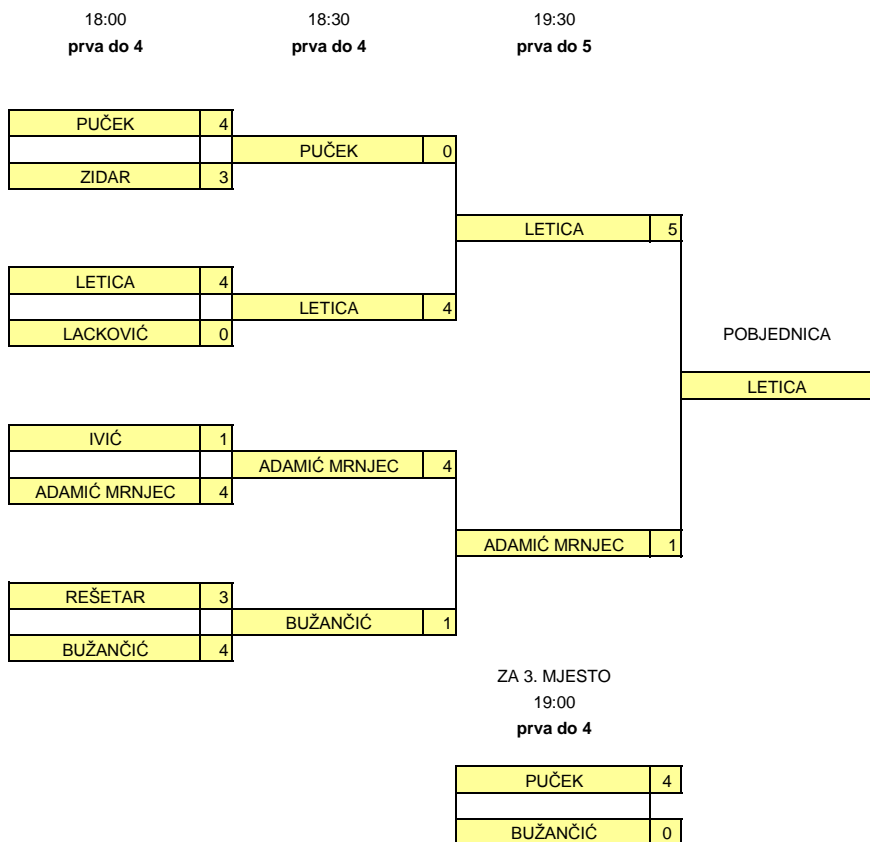 18:00 18:30 19:30
prva do 4 prva do 4 prva do 5
PUČEK 4
PUČEK 0
ZIDAR 3
LETICA 5
LETICA 4
LETICA 4
LACKOVIĆ 0 POBJEDNICA
LETICA
IVIĆ 1
ADAMIĆ MRNJEC 4
ADAMIĆ MRNJEC 4
ADAMIĆ MRNJEC 1
REŠETAR 3
BUŽANČIĆ 1
BUŽANČIĆ 4
ZA 3. MJESTO
19:00
prva do 4
PUČEK 4
BUŽANČIĆ 0